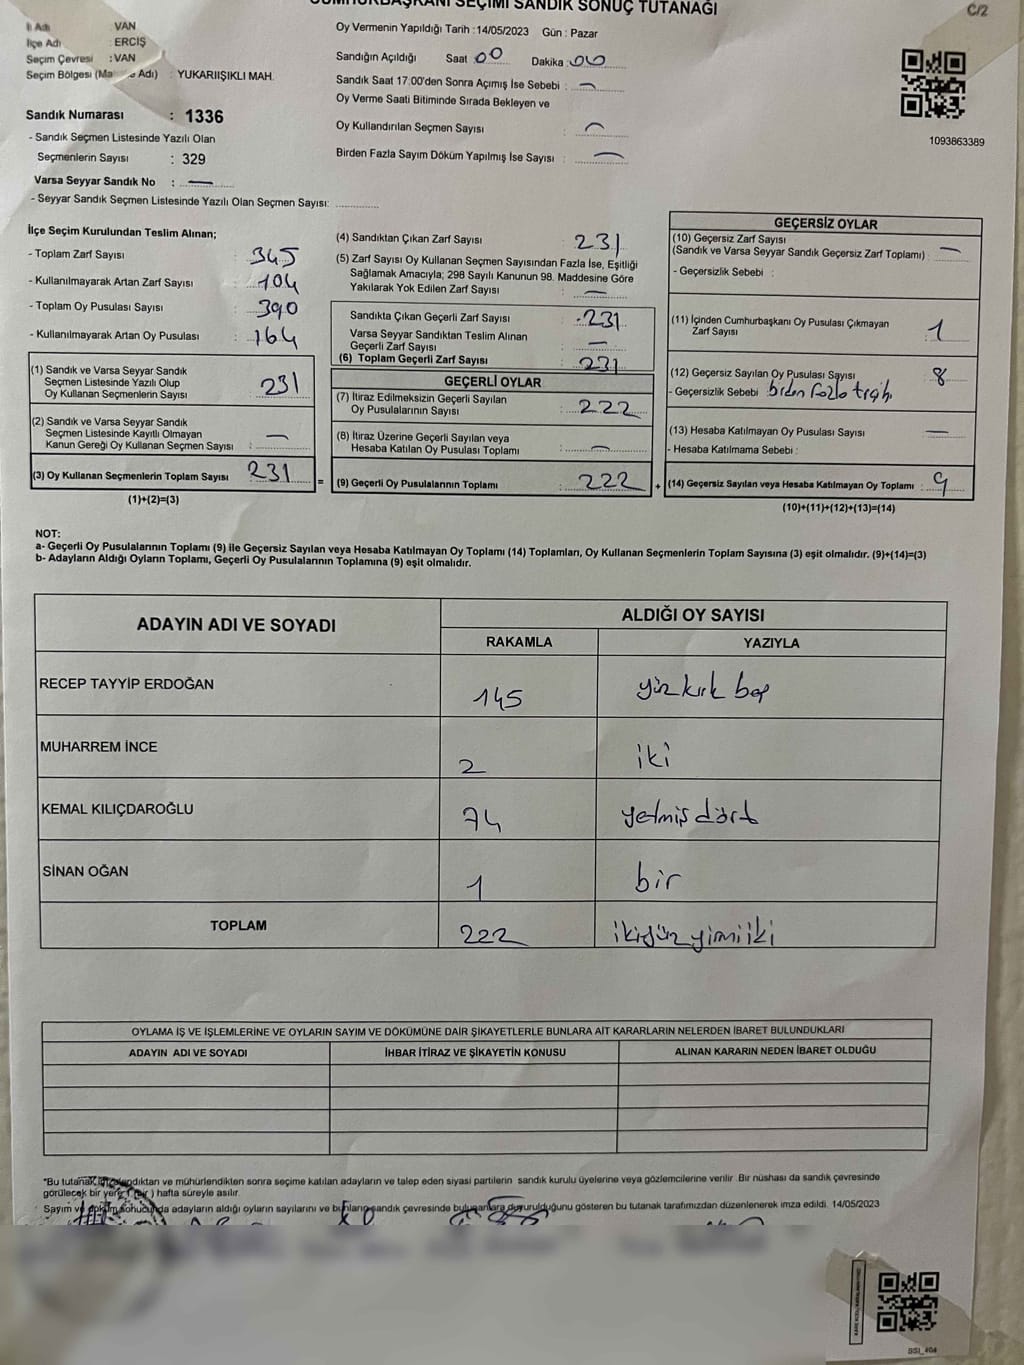 CUMHURBAŞKANI SEÇİMİ SANDIK SONUÇ TUTANAĞI
C/2
İl Adı VAN
İlçe Adı : ERCİŞ
Seçim Çevresi : VAN
Seçim Bölgesi (Ma Adı) : YUKARIIŞIKLI MAH.
Sandık Numarası : 1336
- Sandık Seçmen Listesinde Yazılı Olan
Seçmenlerin Sayısı : 329
Varsa Seyyar Sandık No : —
- Seyyar Sandık Seçmen Listesinde Yazılı Olan Seçmen Sayısı:
Oy Vermenin Yapıldığı Tarih :14/05/2023 Gün : Pazar
Sandığın Açıldığı Saat 00 Dakika 00
Sandık Saat 17:00'den Sonra Açımış İse Sebebi : —
Oy Verme Saati Bitiminde Sırada Bekleyen ve
Oy Kullandırılan Seçmen Sayısı : —
Birden Fazla Sayım Döküm Yapılmış İse Sayısı : —
1093863389
İlçe Seçim Kurulundan Teslim Alınan;
- Toplam Zarf Sayısı : 345
- Kullanılmayarak Artan Zarf Sayısı : 104
- Toplam Oy Pusulası Sayısı : 390
- Kullanılmayarak Artan Oy Pusulası : 164
(1) Sandık ve Varsa Seyyar Sandık
Seçmen Listesinde Yazılı Olup
Oy Kullanan Seçmenlerin Sayısı : 231
(2) Sandık ve Varsa Seyyar Sandık
Seçmen Listesinde Kayıtlı Olmayan
Kanun Gereği Oy Kullanan Seçmen Sayısı : —
(3) Oy Kullanan Seçmenlerin Toplam Sayısı : 231
(1)+(2)=(3)
(4) Sandıktan Çıkan Zarf Sayısı : 231
(5) Zarf Sayısı Oy Kullanan Seçmen Sayısından Fazla İse, Eşitliği
Sağlamak Amacıyla; 298 Sayılı Kanunun 98. Maddesine Göre
Yakılarak Yok Edilen Zarf Sayısı : —
Sandıkta Çıkan Geçerli Zarf Sayısı : 231
Varsa Seyyar Sandıktan Teslim Alınan
Geçerli Zarf Sayısı : —
(6) Toplam Geçerli Zarf Sayısı : 231
GEÇERLİ OYLAR
(7) İtiraz Edilmeksizin Geçerli Sayılan
Oy Pusulalarının Sayısı : 222
(8) İtiraz Üzerine Geçerli Sayılan veya
Hesaba Katılan Oy Pusulası Toplamı : —
= (9) Geçerli Oy Pusulalarının Toplamı : 222 +
GEÇERSİZ OYLAR
(10) Geçersiz Zarf Sayısı
(Sandık ve Varsa Seyyar Sandık Geçersiz Zarf Toplamı) : —
- Geçersizlik Sebebi :
(11) İçinden Cumhurbaşkanı Oy Pusulası Çıkmayan
Zarf Sayısı : 1
(12) Geçersiz Sayılan Oy Pusulası Sayısı : 8
- Geçersizlik Sebebi : birden fazla tercih
(13) Hesaba Katılmayan Oy Pusulası Sayısı : —
- Hesaba Katılmama Sebebi :
(14) Geçersiz Sayılan veya Hesaba Katılmayan Oy Toplamı : 9
(10)+(11)+(12)+(13)=(14)
NOT:
a- Geçerli Oy Pusulalarının Toplamı (9) ile Geçersiz Sayılan veya Hesaba Katılmayan Oy Toplamı (14) Toplamları, Oy Kullanan Seçmenlerin Toplam Sayısına (3) eşit olmalıdır. (9)+(14)=(3)
b- Adayların Aldığı Oyların Toplamı, Geçerli Oy Pusulalarının Toplamına (9) eşit olmalıdır.
ADAYIN ADI VE SOYADI
ALDIĞI OY SAYISI
RAKAMLA YAZIYLA
RECEP TAYYİP ERDOĞAN 145 yüz kırk beş
MUHARREM İNCE 2 iki
KEMAL KILIÇDAROĞLU 74 yetmiş dört
SİNAN OĞAN 1 bir
TOPLAM 222 ikiyüz yirmi iki
OYLAMA İŞ VE İŞLEMLERİNE VE OYLARIN SAYIM VE DÖKÜMÜNE DAİR ŞİKAYETLERLE BUNLARA AİT KARARLARIN NELERDEN İBARET BULUNDUKLARI
ADAYIN ADI VE SOYADI İHBAR İTİRAZ VE ŞİKAYETİN KONUSU ALINAN KARARIN NEDEN İBARET OLDUĞU
*Bu tutanak, dıktan ve mühürlendikten sonra seçime katılan adayların ve talep eden siyasi partilerin sandık kurulu üyelerine veya gözlemcilerine verilir. Bir nüshası da sandık çevresinde
görülecek bir yere ( bir ) hafta süreyle asılır.
Sayım ve döküm sonucunda adayların aldığı oyların sayılarını ve bunların sandık çevresinde bulunanlara duyurulduğunu gösteren bu tutanak tarafımızdan düzenlenerek imza edildi. 14/05/2023
BSI_404